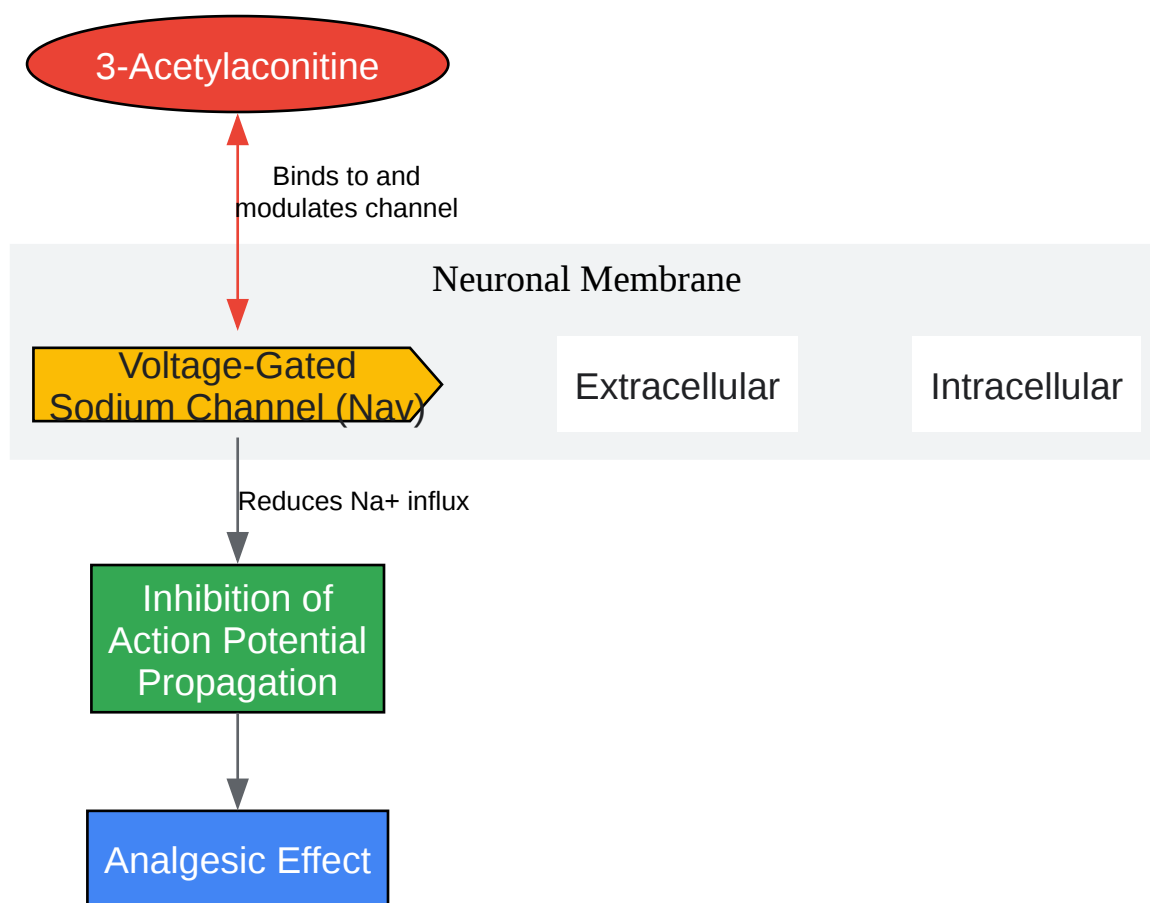 3-Acetylaconitine
Binds to and
modulates channel
Neuronal Membrane
Voltage-Gated
Sodium Channel (Nav)
Extracellular
Intracellular
Reduces Na+ influx
Inhibition of
Action Potential
Propagation
Analgesic Effect